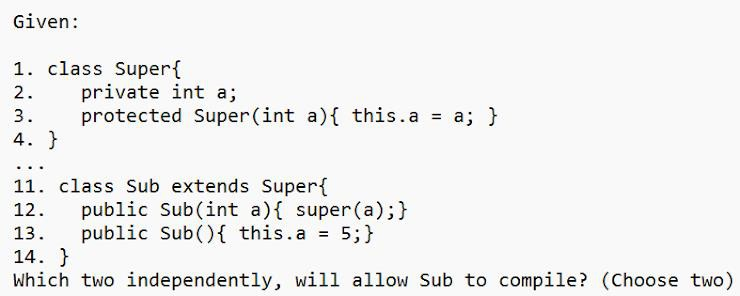 Given:
1. class Super{
2.    private int a;
3.    protected Super(int a){ this.a = a; }
4. }
...
11. class Sub extends Super{
12.   public Sub(int a){ super(a);}
13.   public Sub(){ this.a = 5;}
14. }
Which two independently, will allow Sub to compile? (Choose two)